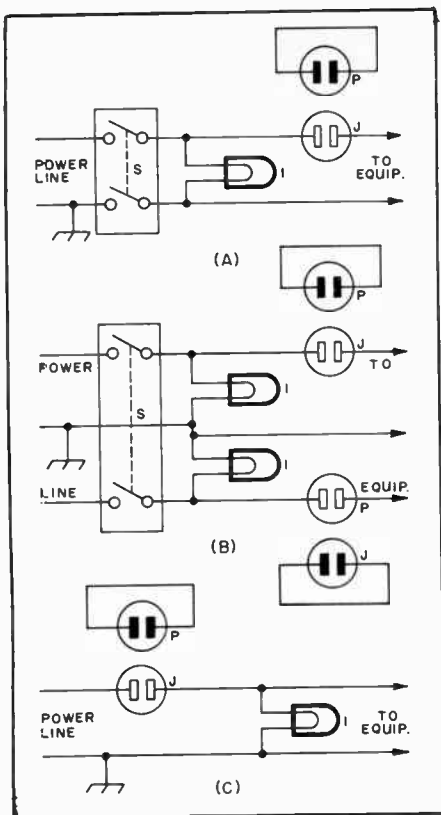 P
J
POWER
LINE
S
I
TO
EQUIP.
(A)
P
J
POWER
S
I
TO
I
LINE
EQUIP.
P
(B)
J
P
J
POWER
LINE
I
TO
EQUIP.
(C)